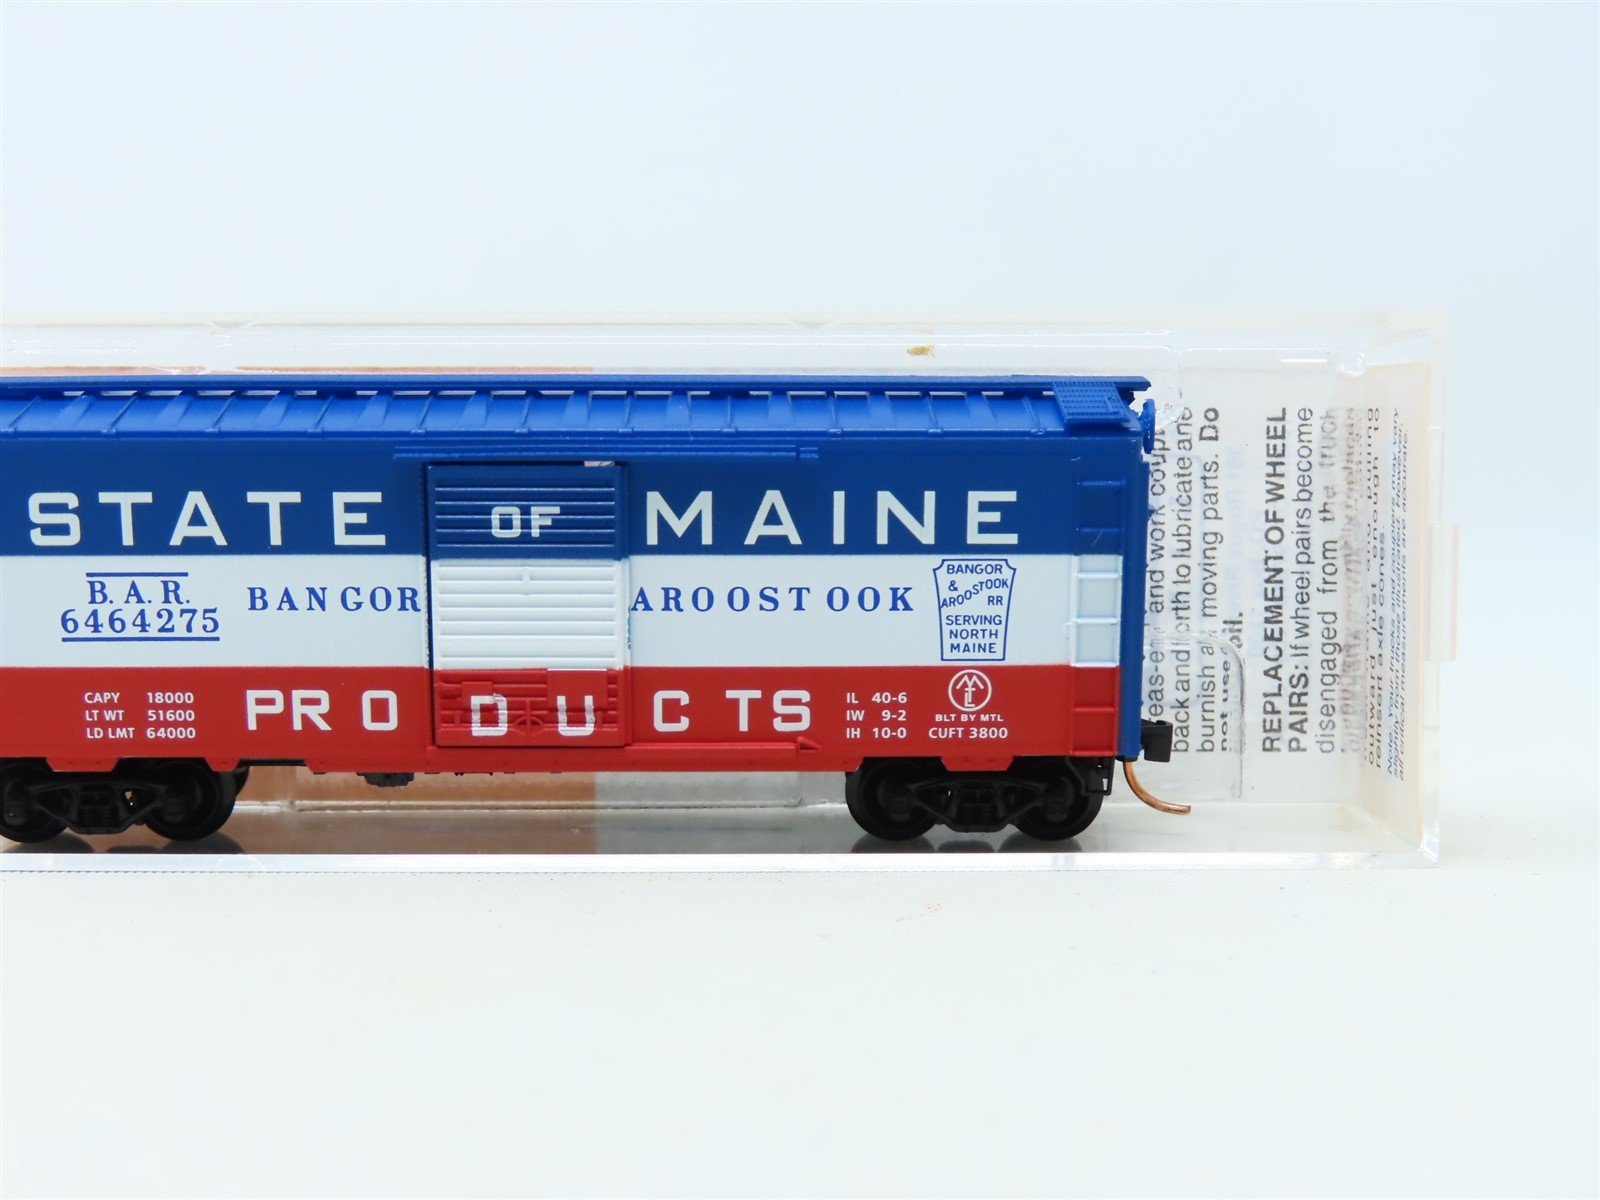 STATE OF MAINE
B.A.R.
6464275
BANGOR AROOSTOOK
BANGOR
&
AROOSTOOK
RR
SERVING
NORTH
MAINE
CAPY 18000
LT WT 51600
LD LMT 64000
PRODUCTS
IL 40-6
IW 9-2
IH 10-0
BLT BY MTL
CUFT 3800
and work
back and forth to lubricate and
burnish all moving parts. Do
not use oil.
REPLACEMENT OF WHEEL
PAIRS: If wheel pairs become
disengaged from the truck